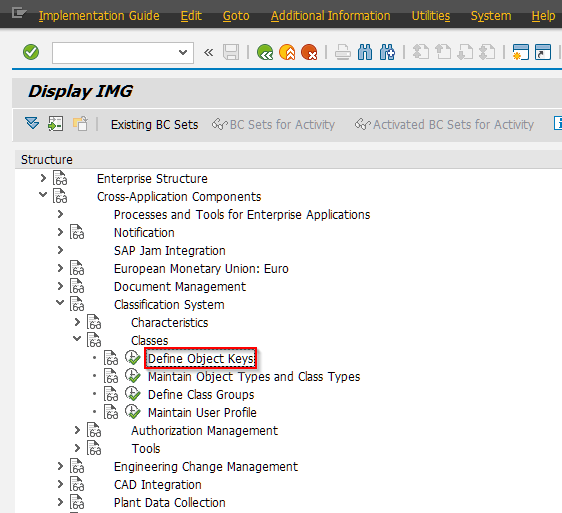 Implementation Guide Edit Goto Additional Information Utilities System Help
Display IMG
Existing BC Sets BC Sets for Activity Activated BC Sets for Activity
Structure
Enterprise Structure
Cross-Application Components
Processes and Tools for Enterprise Applications
Notification
SAP Jam Integration
European Monetary Union: Euro
Document Management
Classification System
Characteristics
Classes
Define Object Keys
Maintain Object Types and Class Types
Define Class Groups
Maintain User Profile
Authorization Management
Tools
Engineering Change Management
CAD Integration
Plant Data Collection